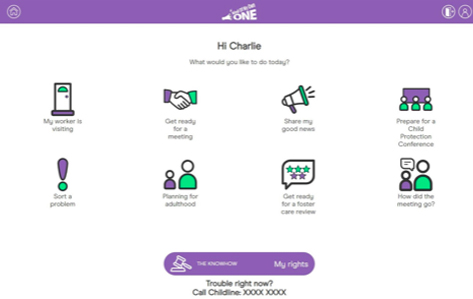 ONE
Hi Charlie
What would you like to do today?
My worker is
visiting
Get ready
for a
meeting
Share my
good news
Prepare for a
Child
Protection
Conference
Sort a
problem
Planning for
adulthood
Get ready
for a foster
care review
How did the
meeting go?
THE KNOWHOW
My rights
Trouble right now?
Call Childline: XXXX XXXX